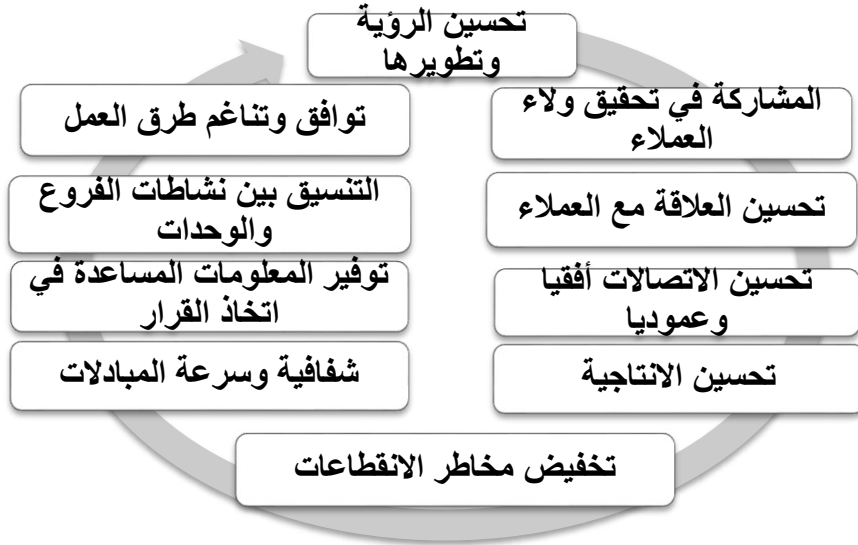 تحسين الرؤية
وتطويرها
المشاركة في تحقيق ولاء
العملاء
تحسين العلاقة مع العملاء
تحسين الاتصالات أفقيا
وعموديا
تحسين الانتاجية
تخفيض مخاطر الانقطاعات
شفافية وسرعة المبادلات
توفير المعلومات المساعدة في
اتخاذ القرار
التنسيق بين نشاطات الفروع
والوحدات
توافق وتناغم طرق العمل